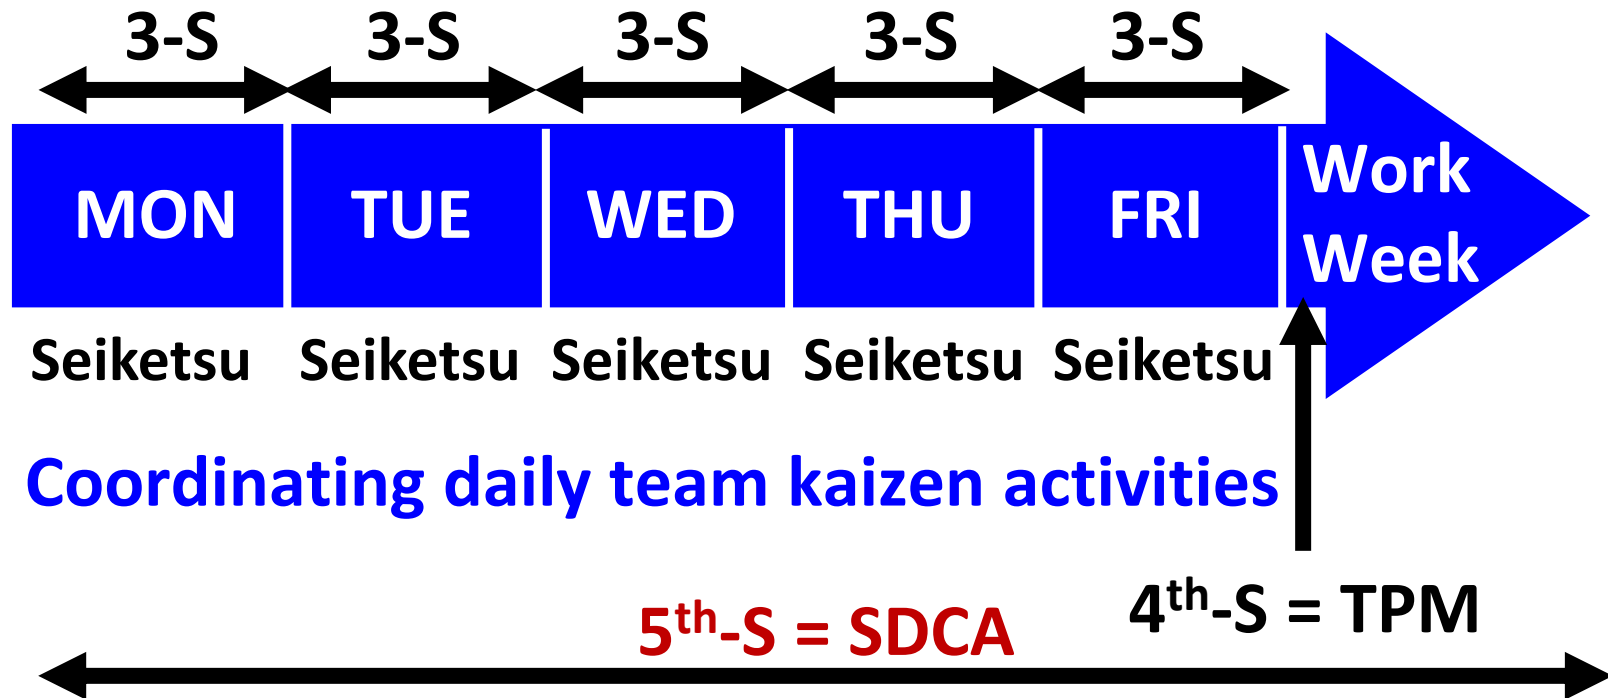 3-S 3-S 3-S 3-S 3-S
MON TUE WED THU FRI
Work
Week
Seiketsu Seiketsu Seiketsu Seiketsu Seiketsu
Coordinating daily team kaizen activities
4th-S = TPM
5th-S = SDCA